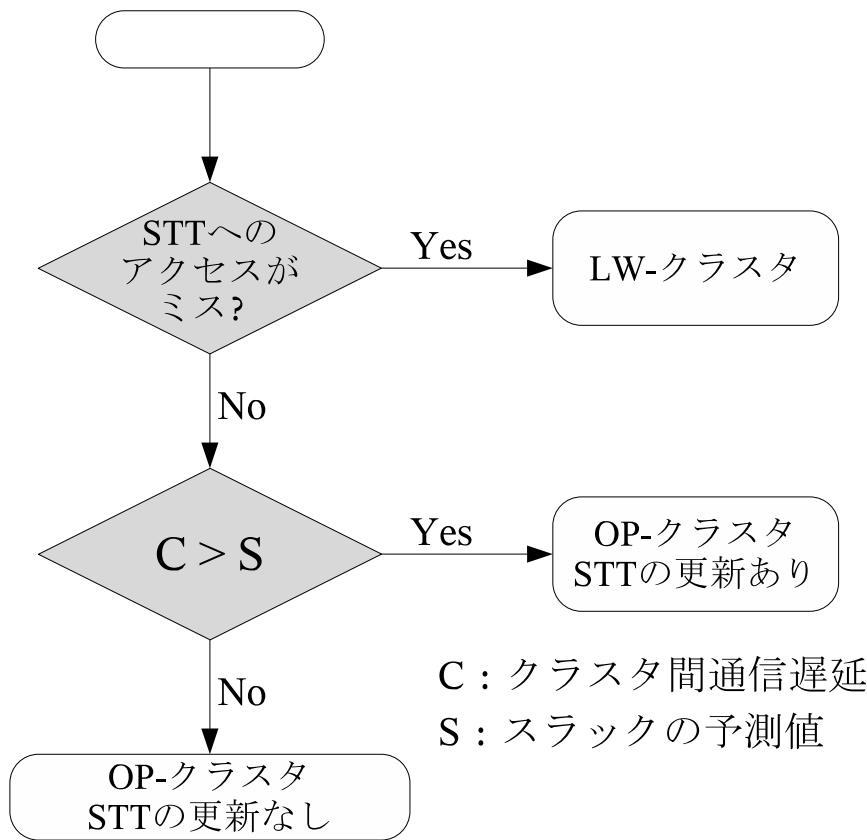 STTへの
アクセスが
ミス?
Yes
LW-クラスタ
No
C > S
Yes
OP-クラスタ
STTの更新あり
No
C : クラスタ間通信遅延
S : スラックの予測値
OP-クラスタ
STTの更新なし